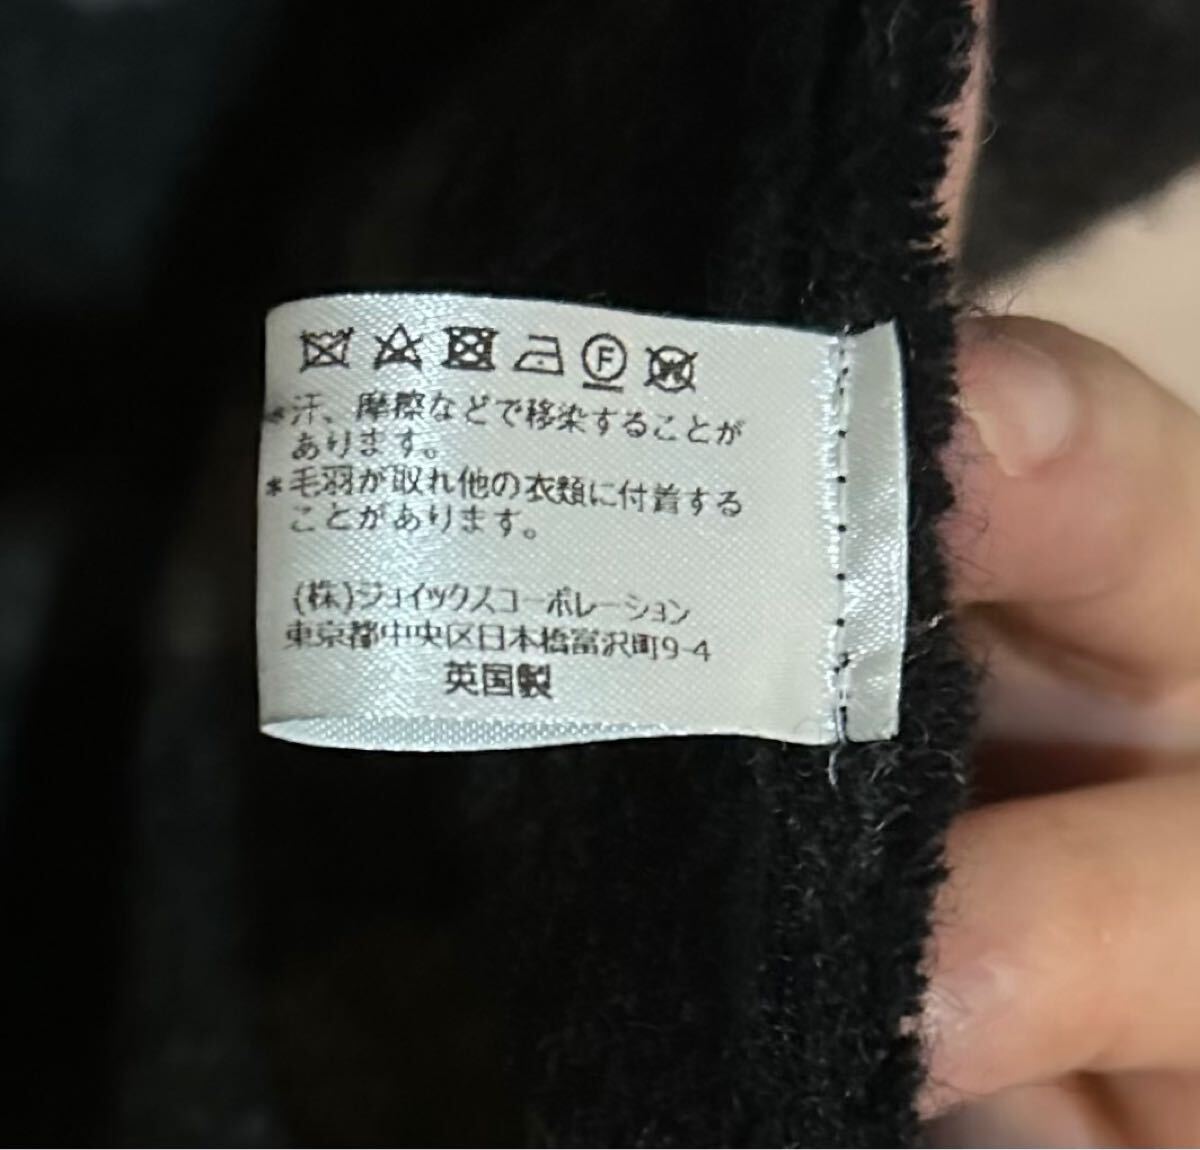 F W
*汗、摩擦などで移染することが
あります。
*毛羽が取れ他の衣類に付着する
ことがあります。
(株)ジョイックスコーポレーション
東京都中央区日本橋富沢町9-4
英国製